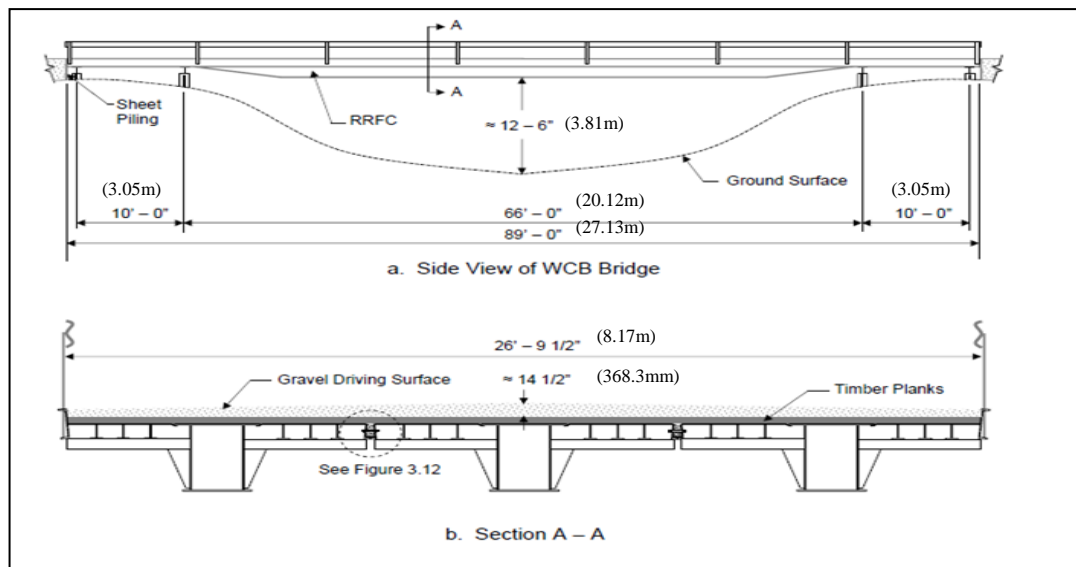 A
A
Sheet
Piling
RRFC
≈ 12 – 6” (3.81m)
Ground Surface
(3.05m)
10’ – 0”
(20.12m)
66’ – 0”
(3.05m)
10’ – 0”
89’ – 0” (27.13m)
a. Side View of WCB Bridge
26’ – 9 1/2” (8.17m)
Gravel Driving Surface
≈ 14 1/2” (368.3mm)
Timber Planks
See Figure 3.12
b. Section A – A